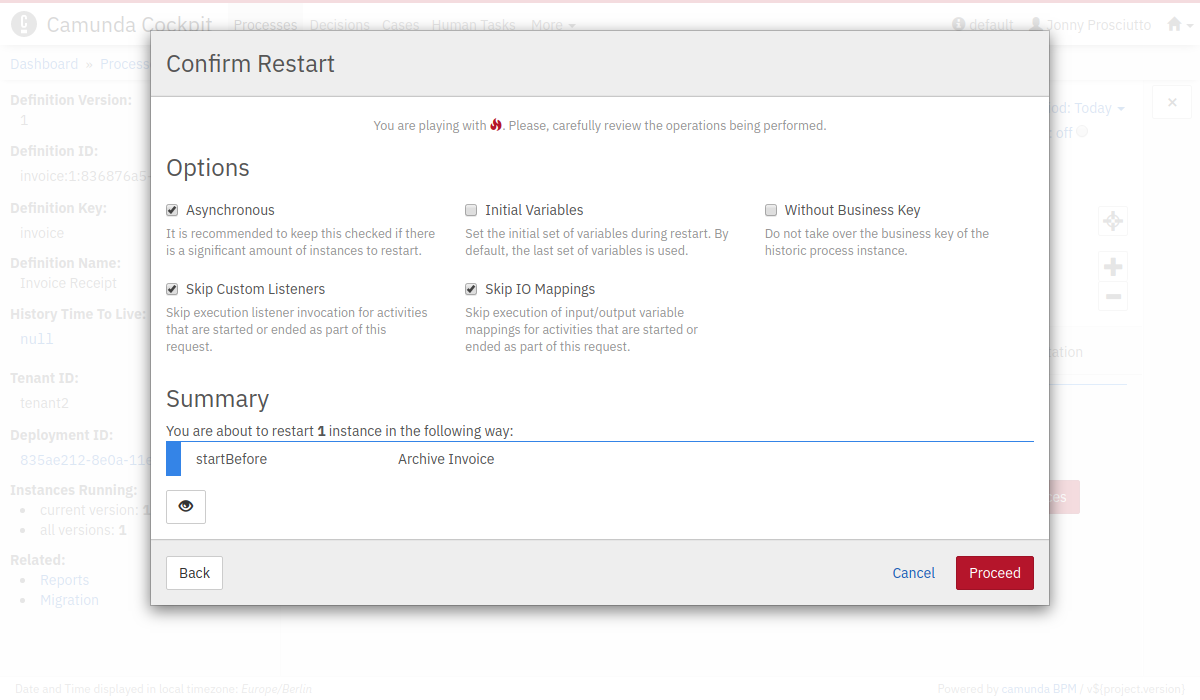 Camunda Cockpit Processes Decisions Cases Human Tasks More default Jonny Prosciutto
Dashboard » Process
Confirm Restart
You are playing with . Please, carefully review the operations being performed.
Options
Asynchronous
It is recommended to keep this checked if there
is a significant amount of instances to restart.
Initial Variables
Set the initial set of variables during restart. By
default, the last set of variables is used.
Without Business Key
Do not take over the business key of the
historic process instance.
Skip Custom Listeners
Skip execution listener invocation for activities
that are started or ended as part of this
request.
Skip IO Mappings
Skip execution of input/output variable
mappings for activities that are started or
ended as part of this request.
Summary
You are about to restart 1 instance in the following way:
startBefore Archive Invoice
Back Cancel Proceed
Definition Version:
1
Definition ID:
invoice:1:836876a5-
Definition Key:
invoice
Definition Name:
Invoice Receipt
History Time To Live:
null
Tenant ID:
tenant2
Deployment ID:
835ae212-8e0a-11e
Instances Running:
current version: 1
all versions: 1
Related:
Reports
Migration
od: Today
: off
tation
ces
Date and Time displayed in local timezone: Europe/Berlin
Powered by camunda BPM / v${project.version}